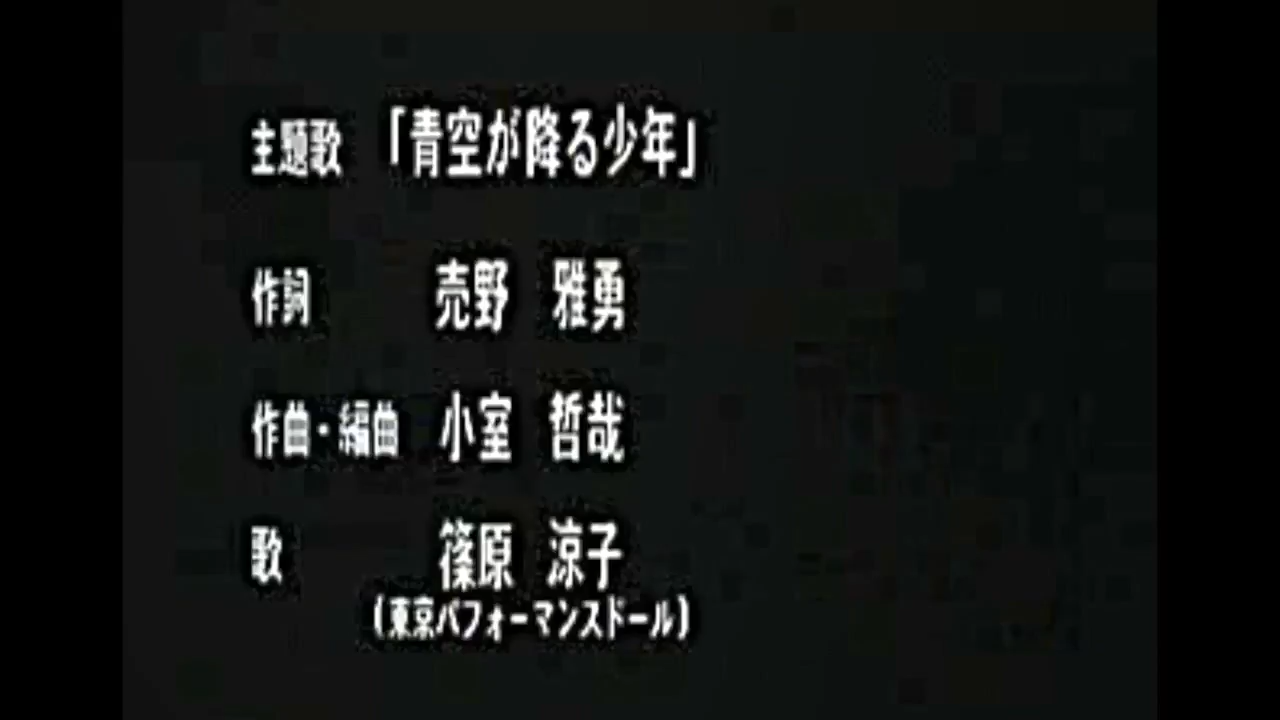 主題歌 「青空が降る少年」
作詞 売野 雅勇
作曲・編曲 小室 哲哉
歌 篠原 涼子
(東京パフォーマンスドール)